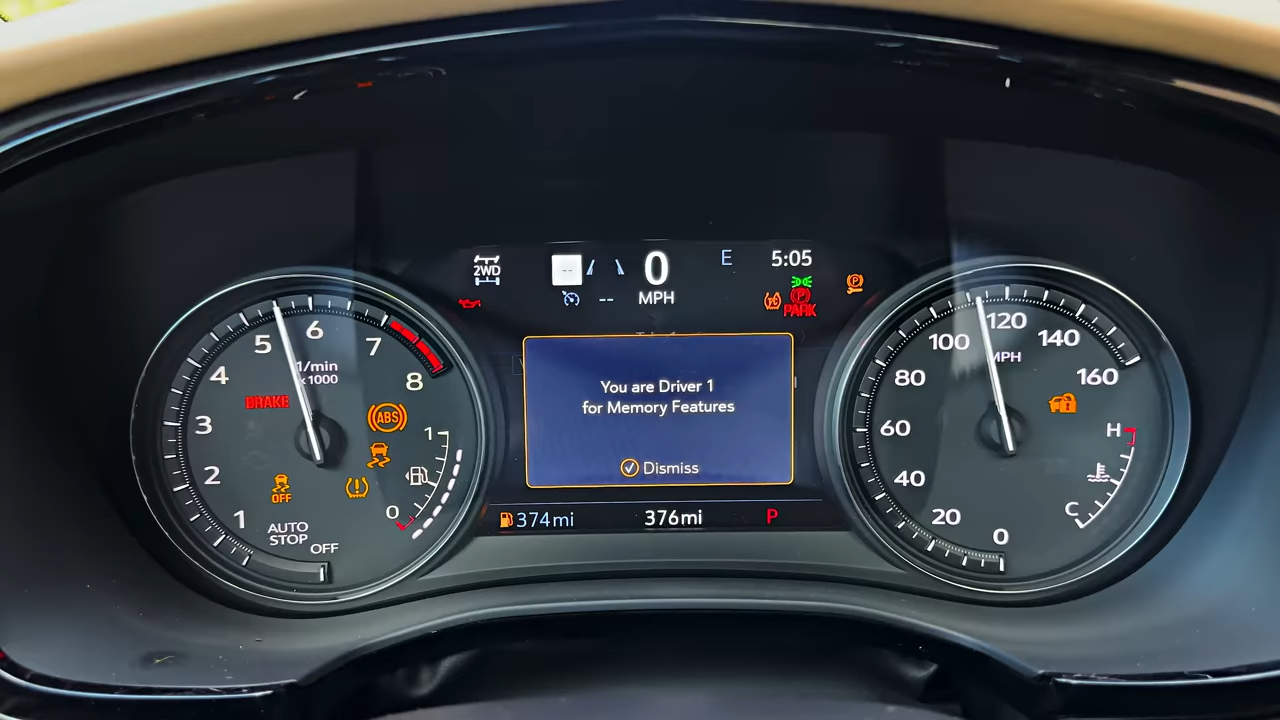 2WD
--
0
MPH
--
E
5:05
PARK
You are Driver 1
for Memory Features
Dismiss
374mi
376mi
P
5
6
7
8
4
3
2
1
1/min
x 1000
BRAKE
ABS
OFF
AUTO
STOP
OFF
1
0
100
120
140
160
80
60
40
20
0
MPH
H
C